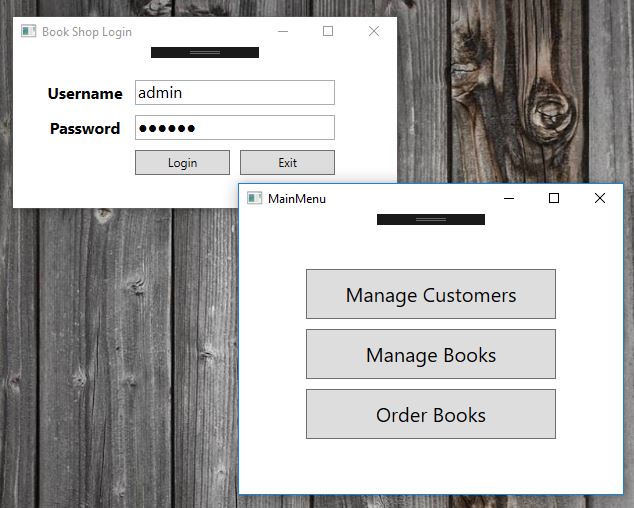 Book Shop Login
Username admin
Password ●●●●●●
Login Exit
MainMenu
Manage Customers
Manage Books
Order Books